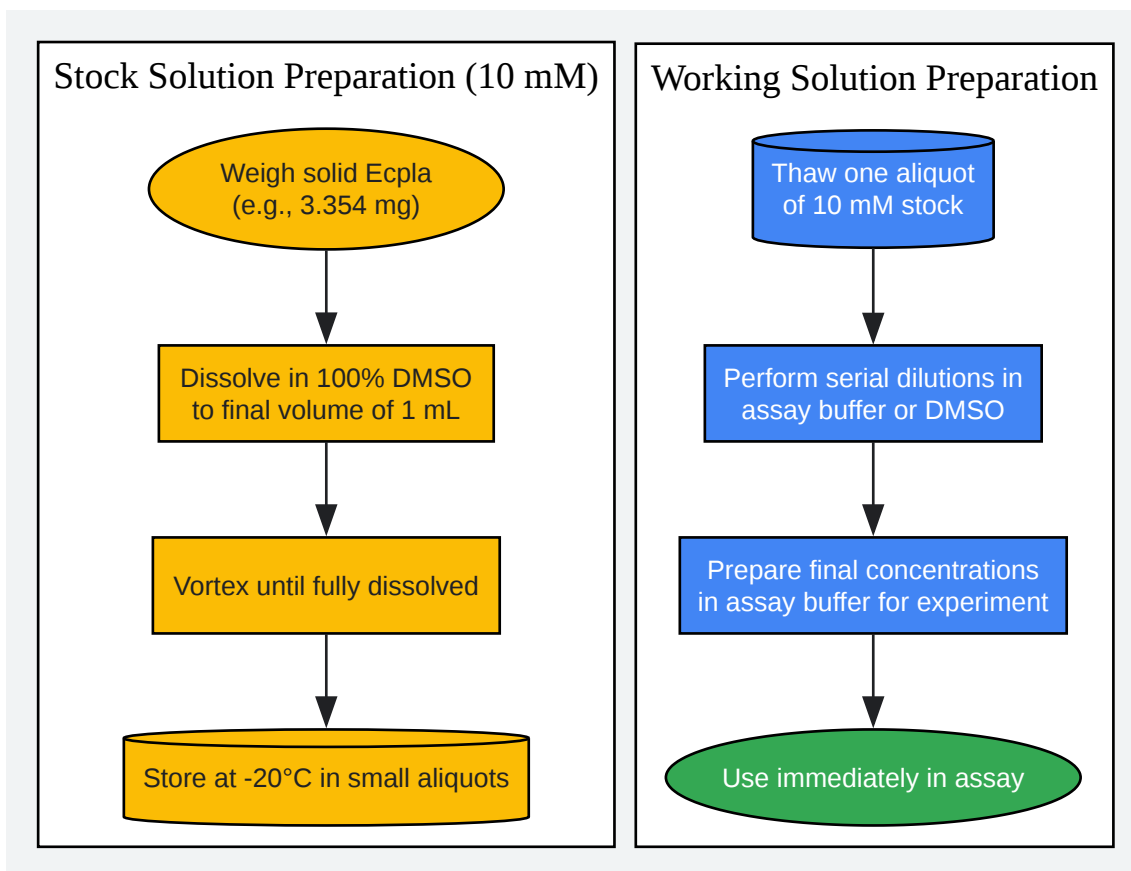 Stock Solution Preparation (10 mM)
Weigh solid Ecpla
(e.g., 3.354 mg)
Dissolve in 100% DMSO
to final volume of 1 mL
Vortex until fully dissolved
Store at -20°C in small aliquots
Working Solution Preparation
Thaw one aliquot
of 10 mM stock
Perform serial dilutions in
assay buffer or DMSO
Prepare final concentrations
in assay buffer for experiment
Use immediately in assay